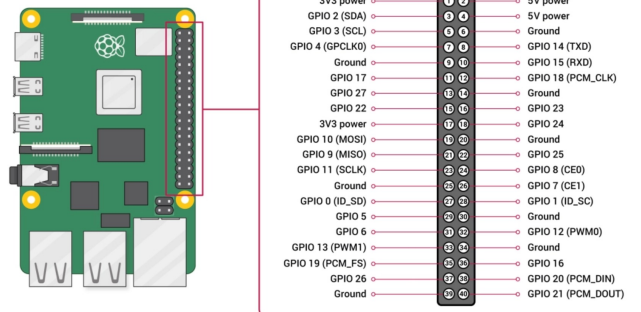 3V3 power 1 2 5V power
GPIO 2 (SDA) 3 4 5V power
GPIO 3 (SCL) 5 6 Ground
GPIO 4 (GPCLK0) 7 8 GPIO 14 (TXD)
Ground 9 10 GPIO 15 (RXD)
GPIO 17 11 12 GPIO 18 (PCM_CLK)
GPIO 27 13 14 Ground
GPIO 22 15 16 GPIO 23
3V3 power 17 18 GPIO 24
GPIO 10 (MOSI) 19 20 Ground
GPIO 9 (MISO) 21 22 GPIO 25
GPIO 11 (SCLK) 23 24 GPIO 8 (CE0)
Ground 25 26 GPIO 7 (CE1)
GPIO 0 (ID_SD) 27 28 GPIO 1 (ID_SC)
GPIO 5 29 30 Ground
GPIO 6 31 32 GPIO 12 (PWM0)
GPIO 13 (PWM1) 33 34 Ground
GPIO 19 (PCM_FS) 35 36 GPIO 16
GPIO 26 37 38 GPIO 20 (PCM_DIN)
Ground 39 40 GPIO 21 (PCM_DOUT)